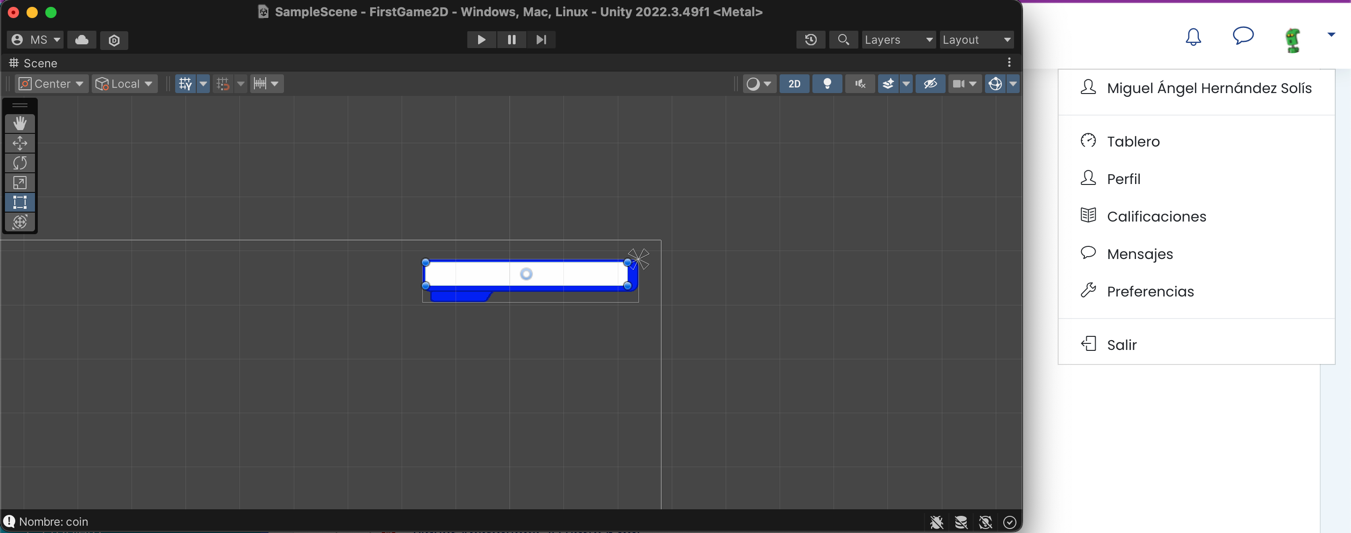 SampleScene - FirstGame2D - Windows, Mac, Linux - Unity 2022.3.49f1 <Metal>
MS
Layers
Layout
Scene
Center
Local
2D
Nombre: coin
Miguel Ángel Hernández Solís
Tablero
Perfil
Calificaciones
Mensajes
Preferencias
Salir